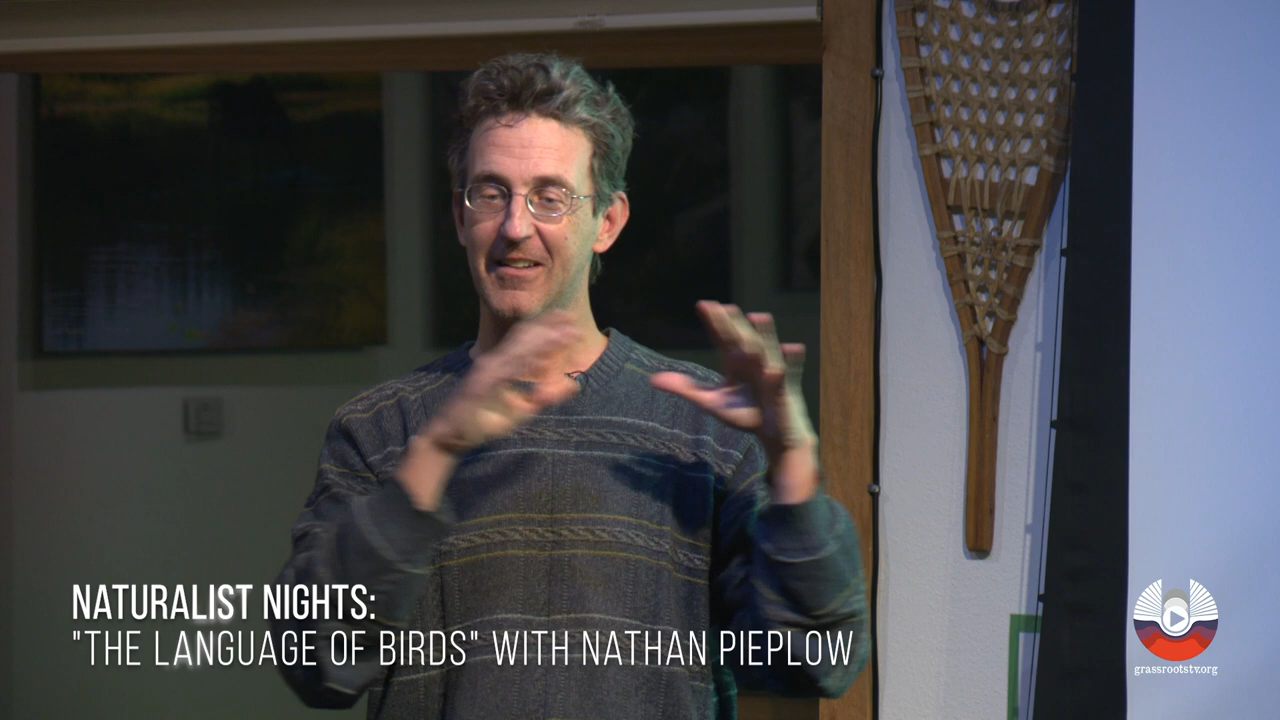 NATURALIST NIGHTS:
"THE LANGUAGE OF BIRDS" WITH NATHAN PIEPLOW
grassrootstv.org